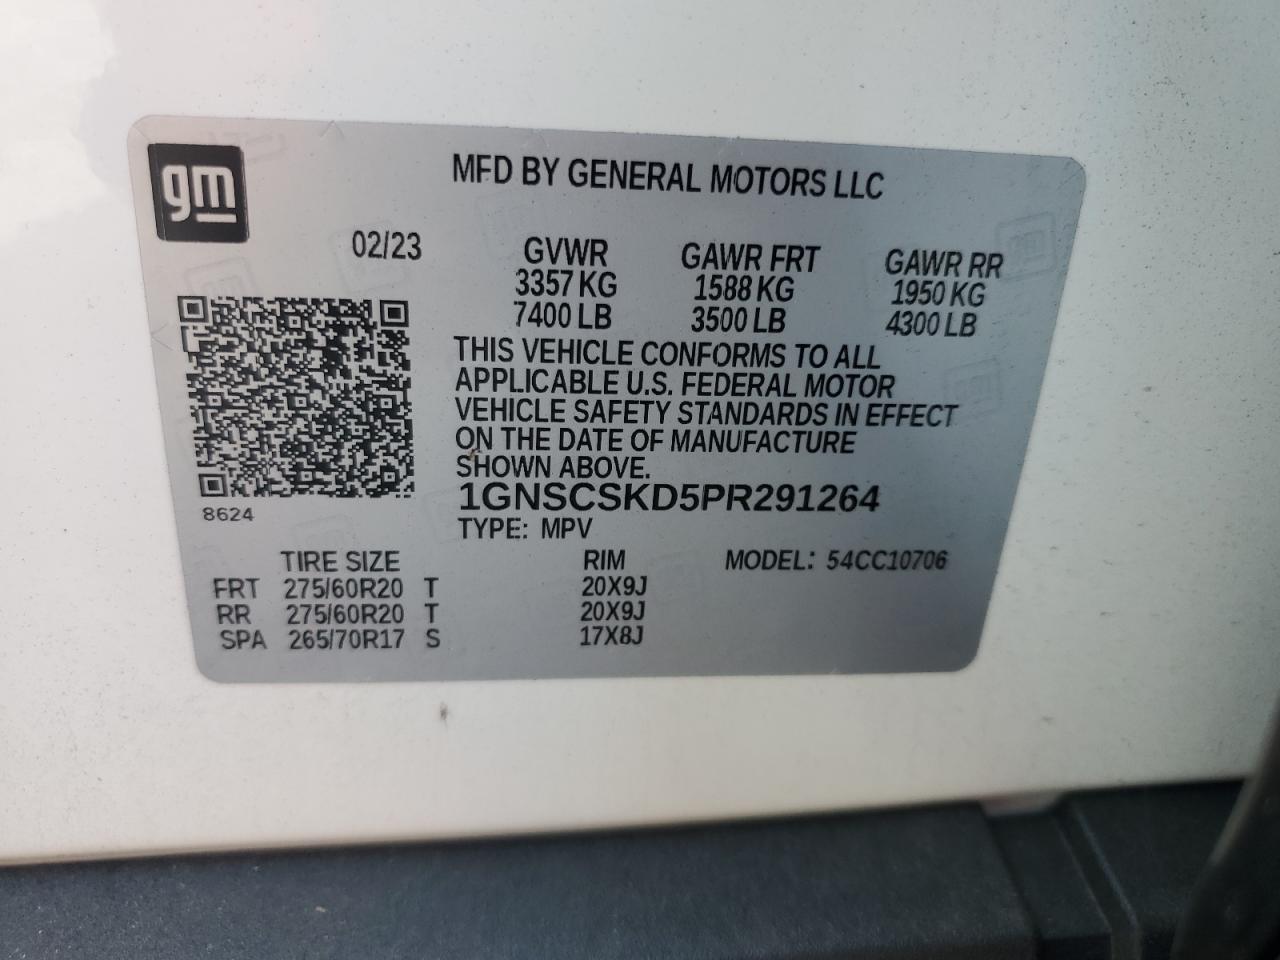 gm
MFD BY GENERAL MOTORS LLC
02/23 GVWR GAWR FRT GAWR RR
3357 KG 1588 KG 1950 KG
7400 LB 3500 LB 4300 LB
THIS VEHICLE CONFORMS TO ALL
APPLICABLE U.S. FEDERAL MOTOR
VEHICLE SAFETY STANDARDS IN EFFECT
ON THE DATE OF MANUFACTURE
SHOWN ABOVE.
1GNSCSKD5PR291264
8624
TYPE: MPV
TIRE SIZE RIM MODEL: 54CC10706
FRT 275/60R20 T 20X9J
RR 275/60R20 T 20X9J
SPA 265/70R17 S 17X8J